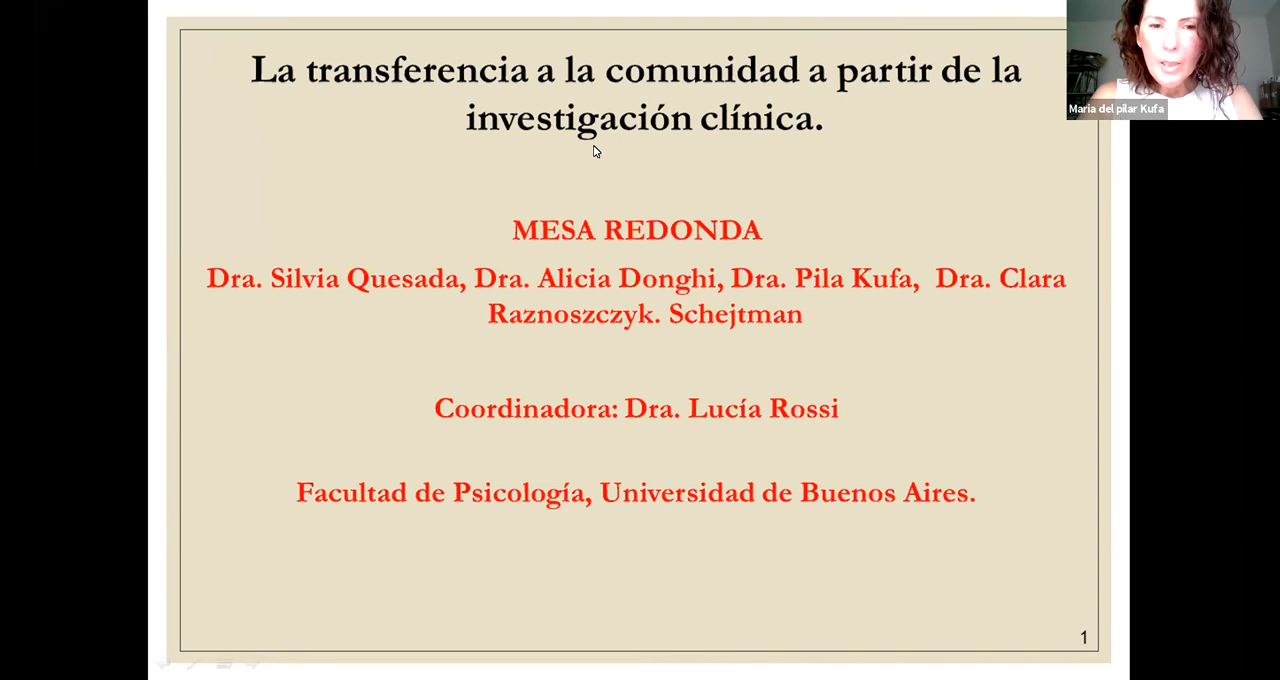 La transferencia a la comunidad a partir de la
investigación clínica.
Maria del pilar Kufa
MESA REDONDA
Dra. Silvia Quesada, Dra. Alicia Donghi, Dra. Pila Kufa, Dra. Clara
Raznoszczyk. Schejtman
Coordinadora: Dra. Lucía Rossi
Facultad de Psicología, Universidad de Buenos Aires.
1